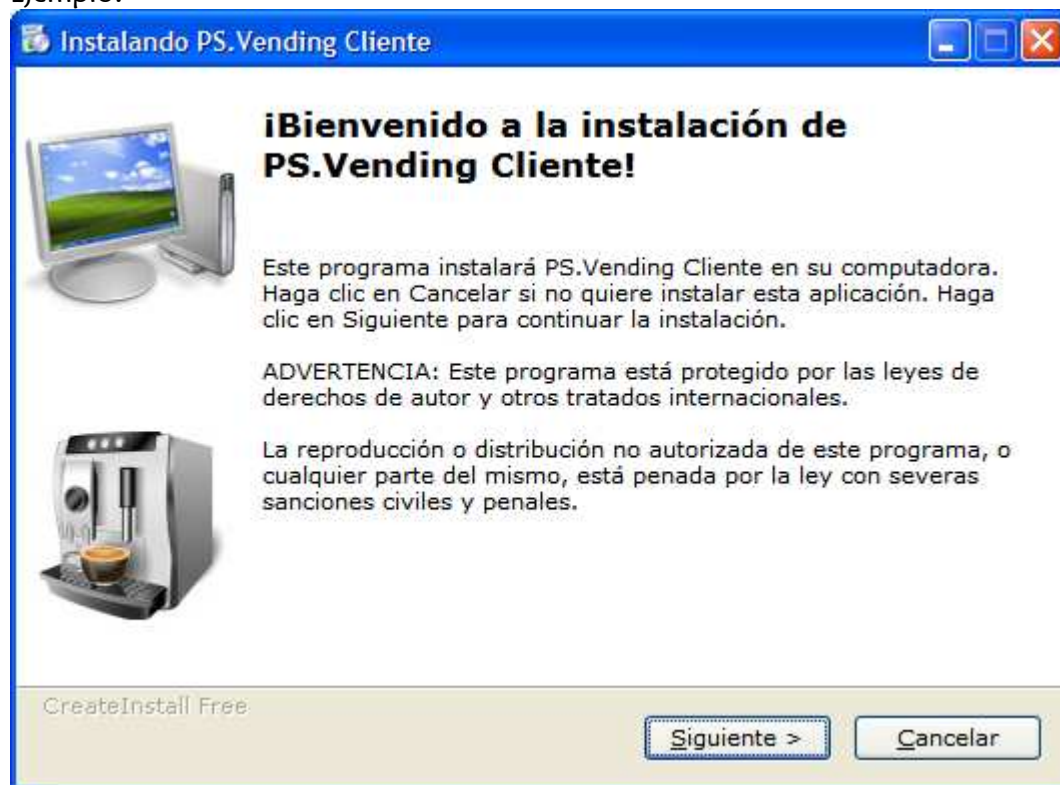 Ejemplo:
Instalando PS.Vending Cliente
¡Bienvenido a la instalación de
PS.Vending Cliente!
Este programa instalará PS.Vending Cliente en su computadora.
Haga clic en Cancelar si no quiere instalar esta aplicación. Haga
clic en Siguiente para continuar la instalación.
ADVERTENCIA: Este programa está protegido por las leyes de
derechos de autor y otros tratados internacionales.
La reproducción o distribución no autorizada de este programa, o
cualquier parte del mismo, está penada por la ley con severas
sanciones civiles y penales.
CreateInstall Free
Siguiente >
Cancelar